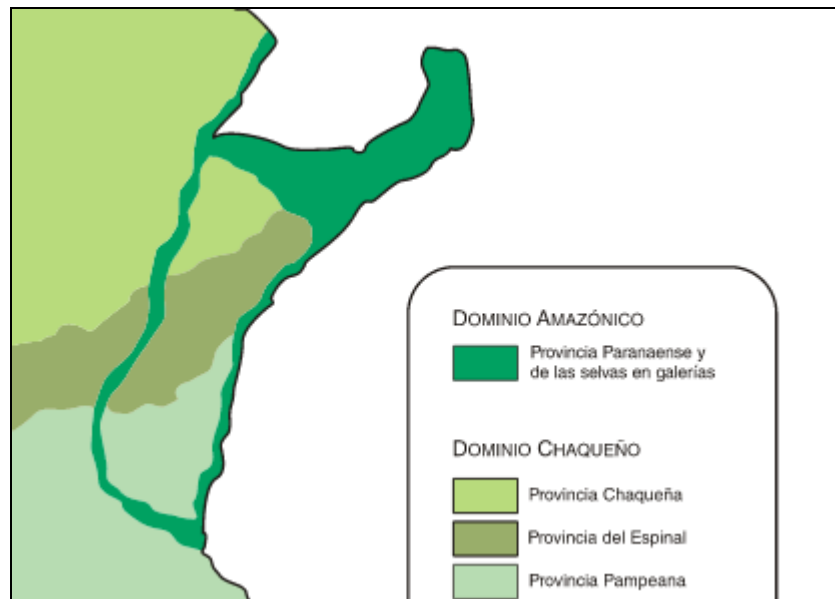 DOMINIO AMAZÓNICO
Provincia Paranaense y
de las selvas en galerías
DOMINIO CHAQUEÑO
Provincia Chaqueña
Provincia del Espinal
Provincia Pampeana